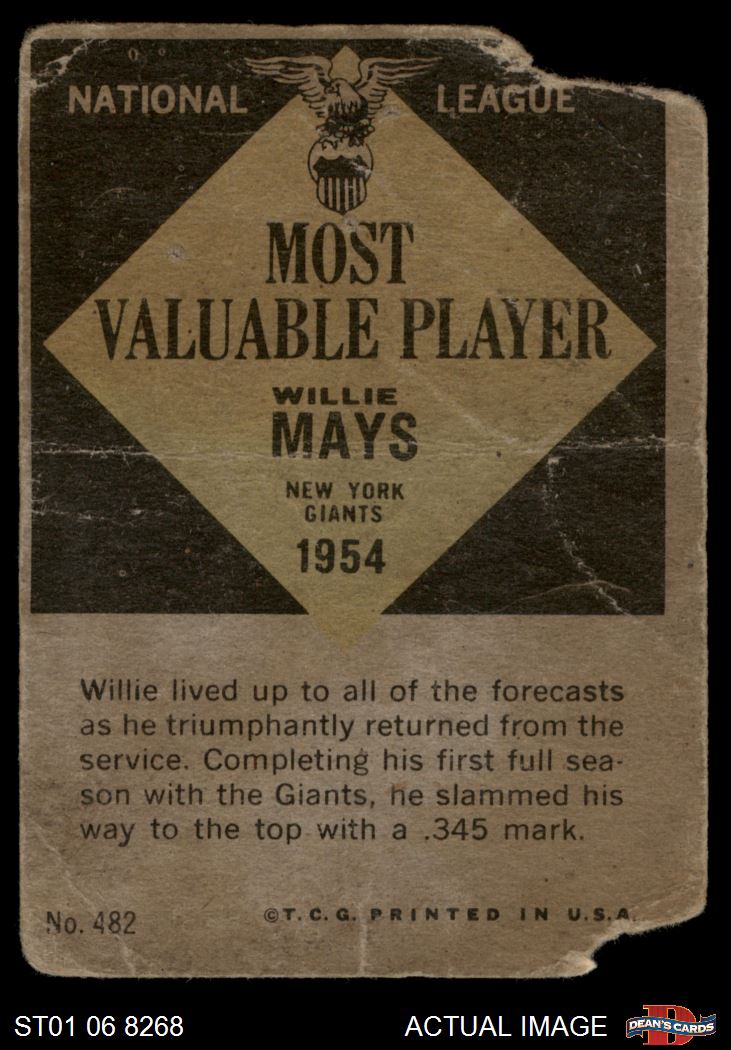 NATIONAL LEAGUE
MOST
VALUABLE PLAYER
WILLIE
MAYS
NEW YORK
GIANTS
1954
Willie lived up to all of the forecasts
as he triumphantly returned from the
service. Completing his first full sea-
son with the Giants, he slammed his
way to the top with a .345 mark.
No. 482 ©T.C.G. PRINTED IN U.S.A.
ST01 06 8268 ACTUAL IMAGE D DEAN'S CARDS